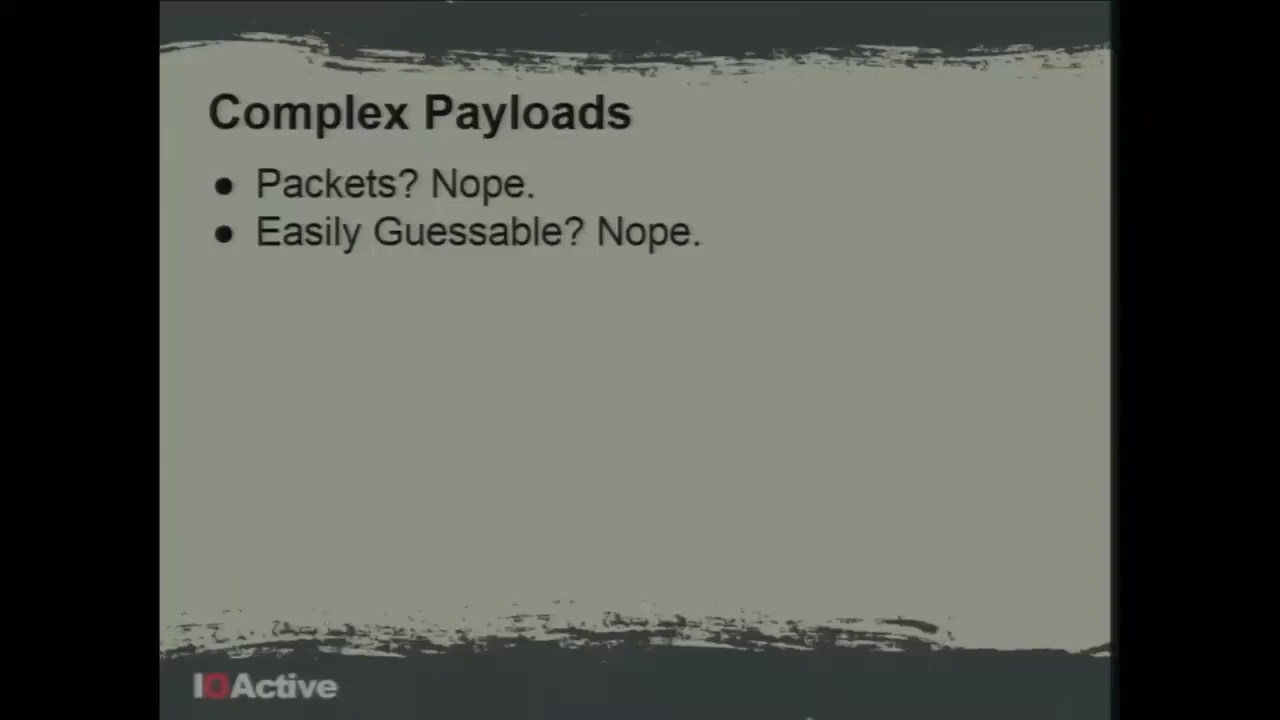 Complex Payloads
● Packets? Nope.
● Easily Guessable? Nope.
IOActive